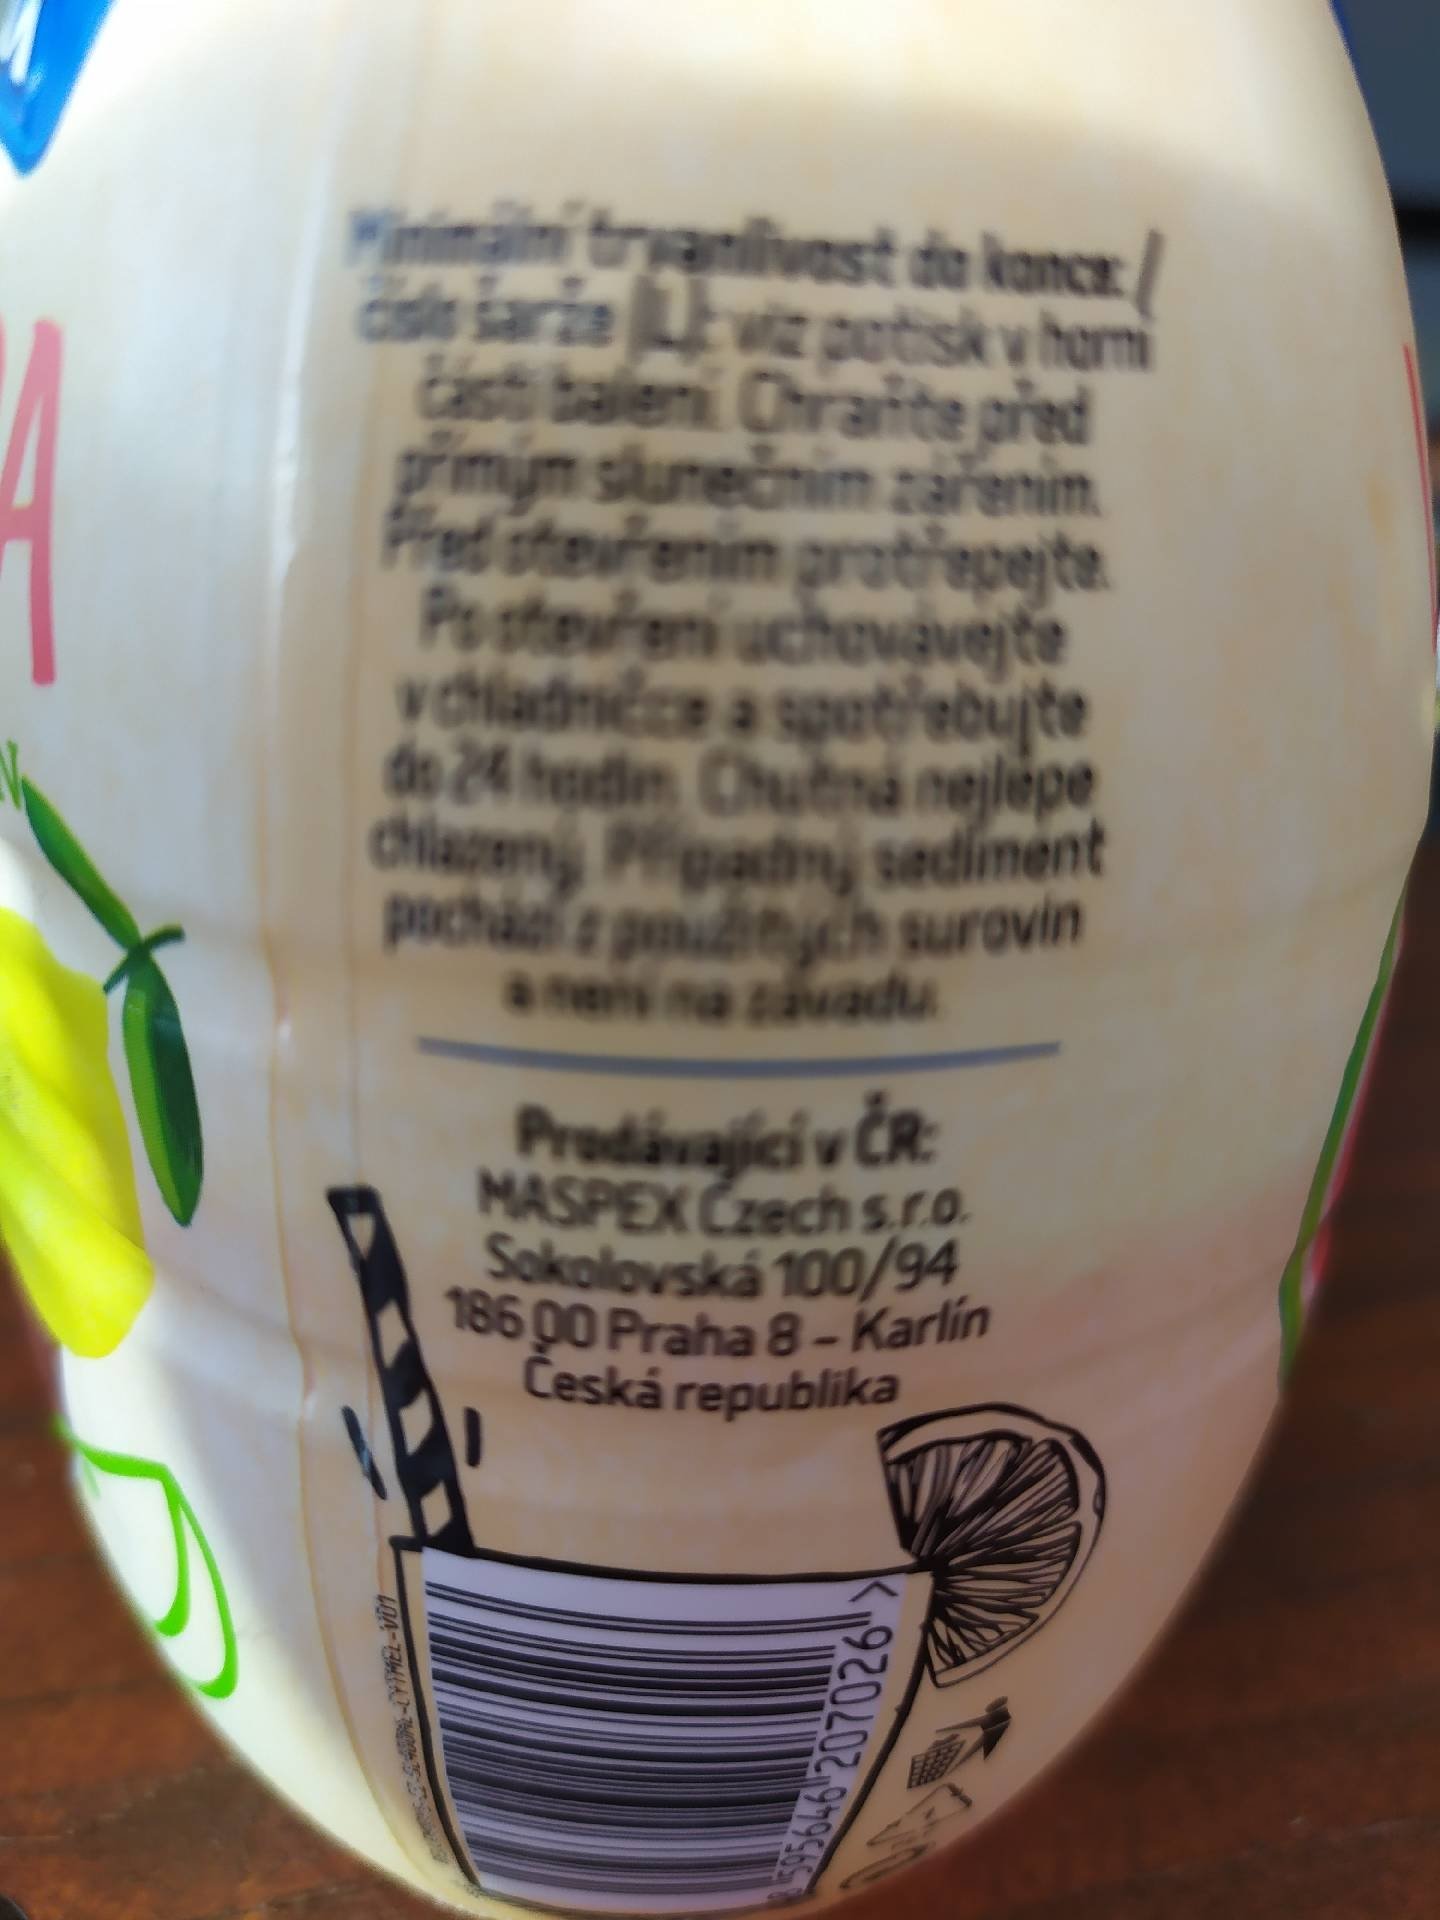 Minimální trvanlivost do konce: /
číslo šarže (L): viz potisk v horní
části balení. Chraňte před
přímým slunečním zářením.
Před otevřením protřepejte.
Po otevření uchovávejte
v chladničce a spotřebujte
do 24 hodin. Chutná nejlépe
chlazený. Případný sediment
pochází z použitých surovin
a není na závadu.
Prodávající v ČR:
MASPEX Czech s.r.o.
Sokolovská 100/94
186 00 Praha 8 – Karlín
Česká republika
8 595646 207026 >